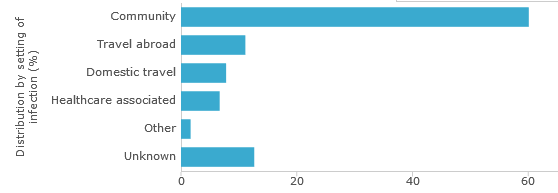 Distribution by setting of
infection (%)
Community
Travel abroad
Domestic travel
Healthcare associated
Other
Unknown
0 20 40 60